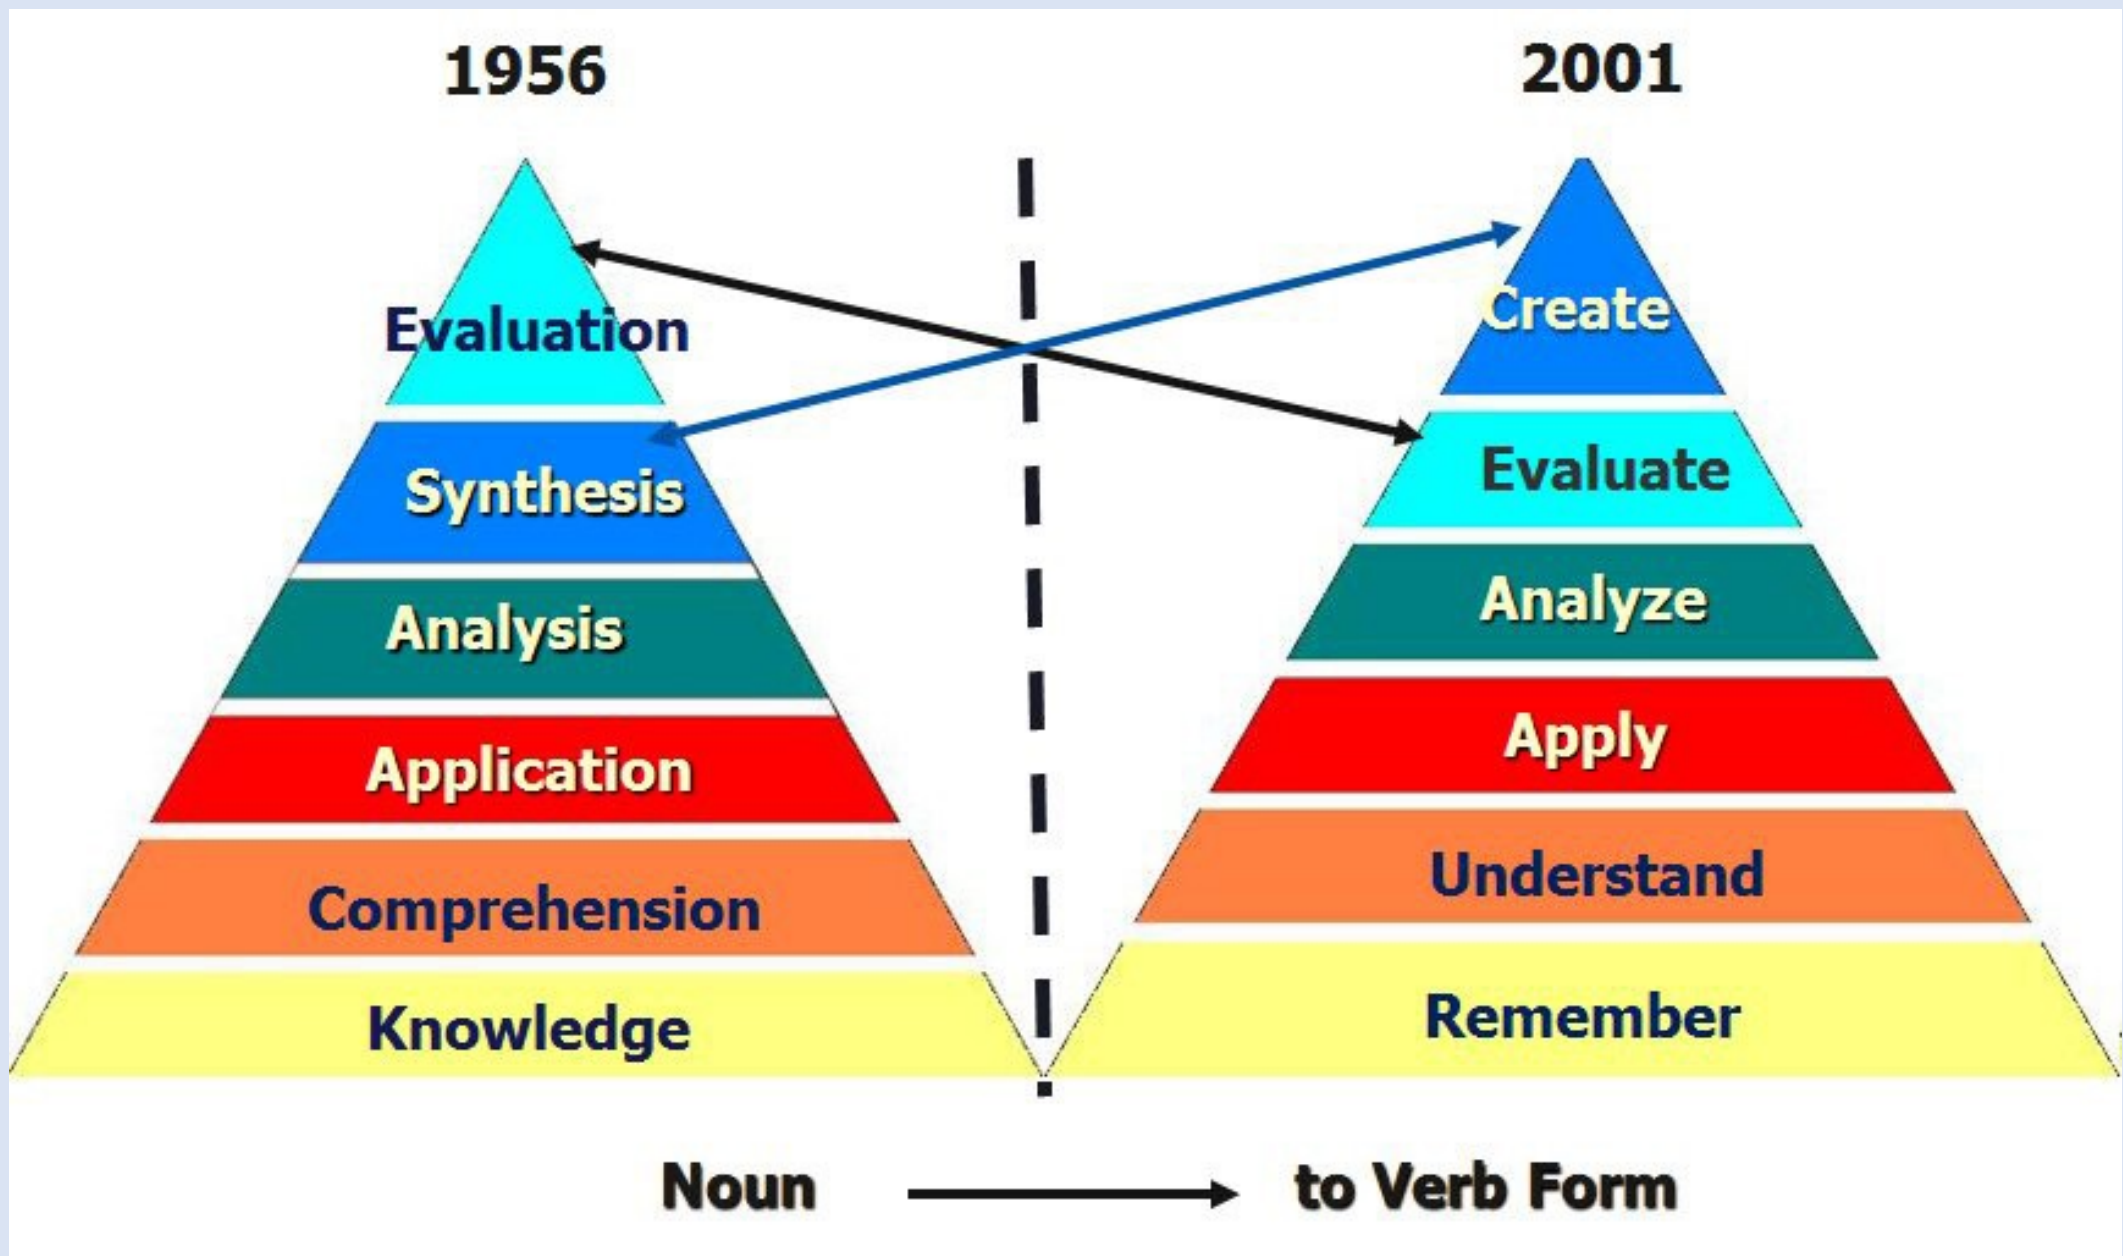 1956
Evaluation
Synthesis
Analysis
Application
Comprehension
Knowledge
2001
Create
Evaluate
Analyze
Apply
Understand
Remember
Noun to Verb Form